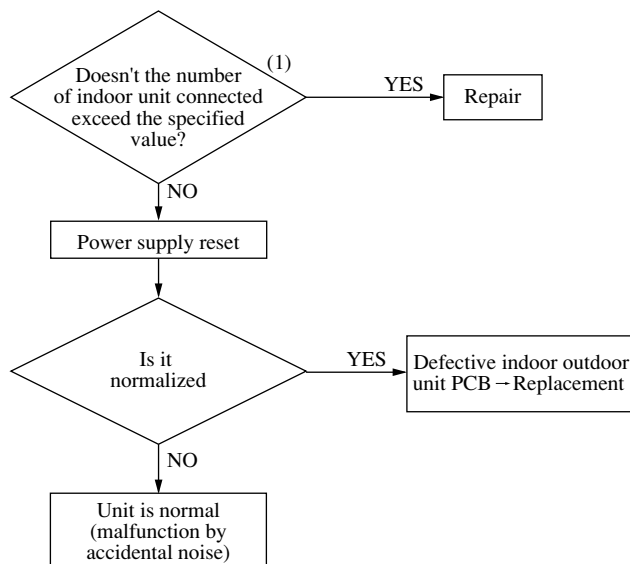 (1)
Doesn't the number
of indoor unit connected
exceed the specified
value?
YES
Repair
NO
Power supply reset
Is it
normalized
YES
Defective indoor outdoor
unit PCB→Replacement
NO
Unit is normal
(malfunction by
accidental noise)